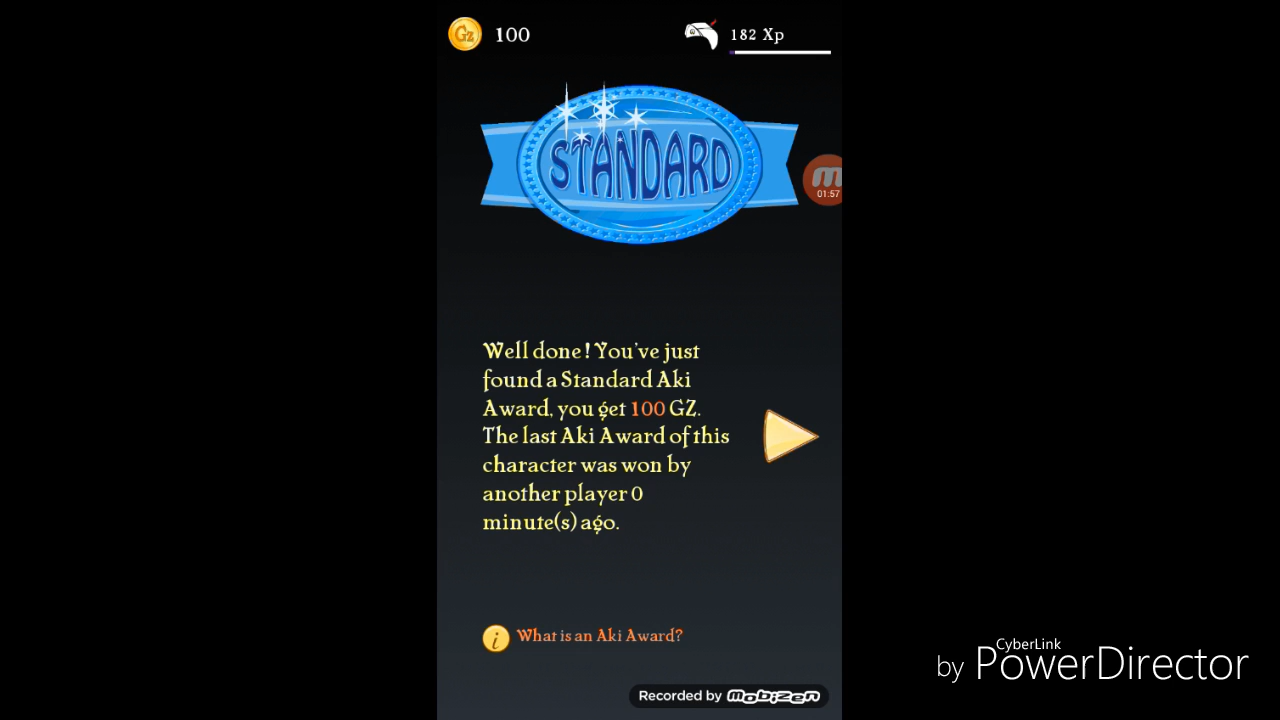 Gz 100
182 Xp
STANDARD
01:57
Well done! You've just
found a Standard Aki
Award, you get 100 GZ.
The last Aki Award of this
character was won by
another player 0
minute(s) ago.
i What is an Aki Award?
CyberLink
by PowerDirector
Recorded by mobizen